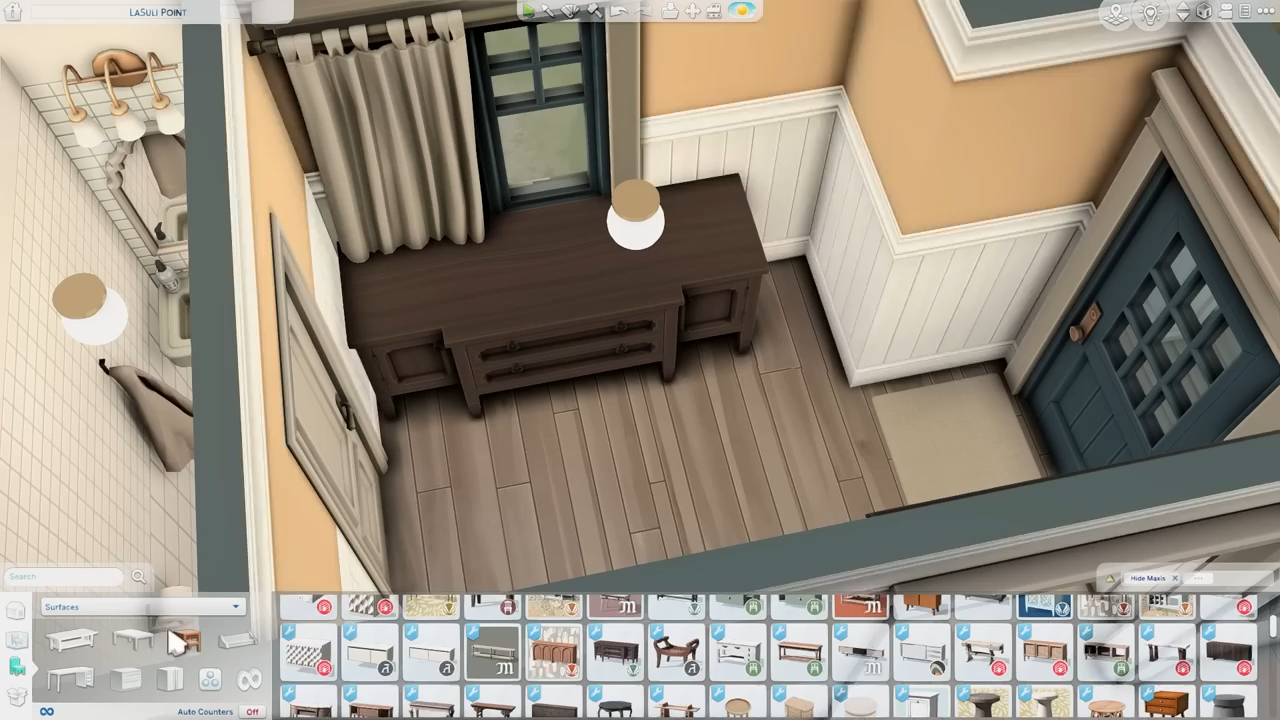 LASULI POINT
Hide Maxis
Search
Surfaces
Auto Counters Off